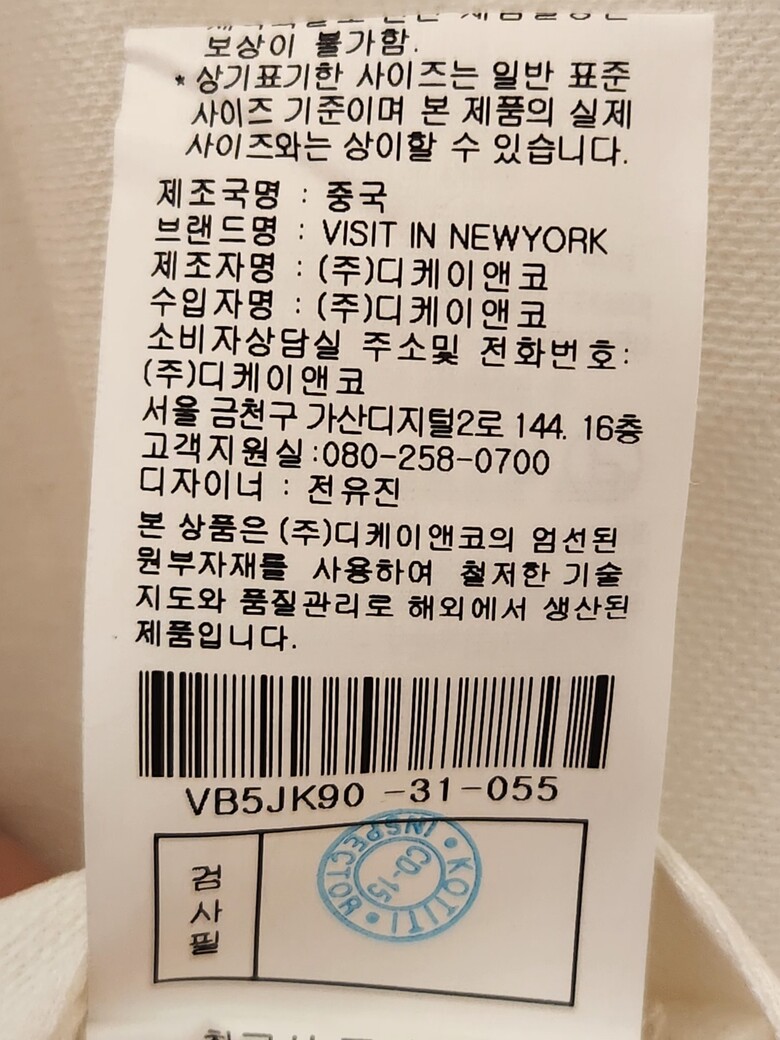 보상이 불가함.
* 상기표기한 사이즈는 일반 표준
사이즈 기준이며 본 제품의 실제
사이즈와는 상이할 수 있습니다.
제조국명 : 중국
브랜드명 : VISIT IN NEWYORK
제조자명 : (주)디케이앤코
수입자명 : (주)디케이앤코
소비자상담실 주소및 전화번호:
(주)디케이앤코
서울 금천구 가산디지털2로 144. 16층
고객지원실:080-258-0700
디자이너 : 전유진
본 상품은 (주)디케이앤코의 엄선된
원부자재를 사용하여 철저한 기술
지도와 품질관리로 해외에서 생산된
제품입니다.
VB5JK90 -31-055
검사필
KOTITI INSPECTOR
CO-15